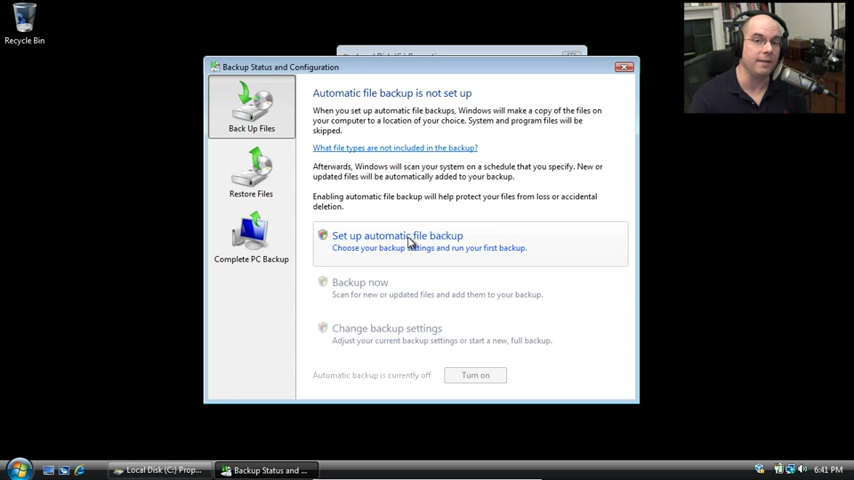 Recycle Bin
Backup Status and Configuration
Back Up Files
Restore Files
Complete PC Backup
Automatic file backup is not set up
When you set up automatic file backups, Windows will make a copy of the files on
your computer to a location of your choice. System and program files will be
skipped.
What file types are not included in the backup?
Afterwards, Windows will scan your system on a schedule that you specify. New or
updated files will be automatically added to your backup.
Enabling automatic file backup will help protect your files from loss or accidental
deletion.
Set up automatic file backup
Choose your backup settings and run your first backup.
Backup now
Scan for new or updated files and add them to your backup.
Change backup settings
Adjust your current backup settings or start a new, full backup.
Automatic backup is currently off
Turn on
Local Disk (C:) Prop...
Backup Status and ...
6:41 PM